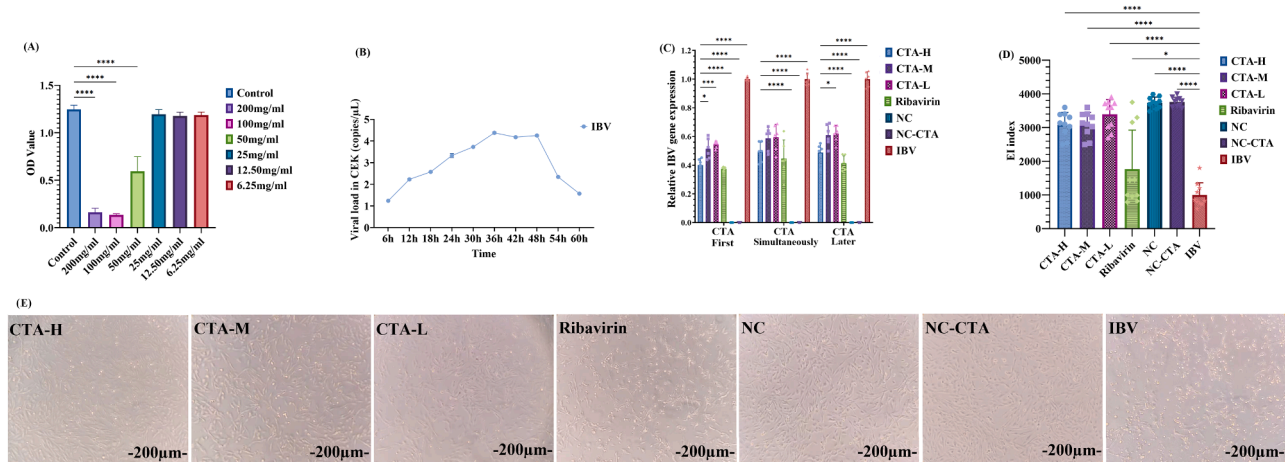 (A)
****
****
****
OD Value
1.5
1.0
0.5
0.0
Control
200mg/ml
100mg/ml
50mg/ml
25mg/ml
12.50mg/ml
6.25mg/ml
Control
200mg/ml
100mg/ml
50mg/ml
25mg/ml
12.50mg/ml
6.25mg/ml
(B)
Viral load in CEK (copies/μL)
6
5
4
3
2
1
0
6h 12h 18h 24h 30h 36h 42h 48h 54h 60h
Time
IBV
(C)
Relative IBV gene expression
1.2
1.0
0.8
0.6
0.4
0.2
0.0
****
****
****
***
*
****
****
****
****
****
****
*
CTA First
CTA Simultaneously
CTA Later
CTA-H
CTA-M
CTA-L
Ribavirin
NC
NC-CTA
IBV
(D)
****
****
****
*
****
****
EI index
5000
4000
3000
2000
1000
0
CTA-H
CTA-M
CTA-L
Ribavirin
NC
NC-CTA
IBV
CTA-H
CTA-M
CTA-L
Ribavirin
NC
NC-CTA
IBV
(E)
CTA-H
-200μm-
CTA-M
-200μm-
CTA-L
-200μm-
Ribavirin
-200μm-
NC
-200μm-
NC-CTA
-200μm-
IBV
-200μm-